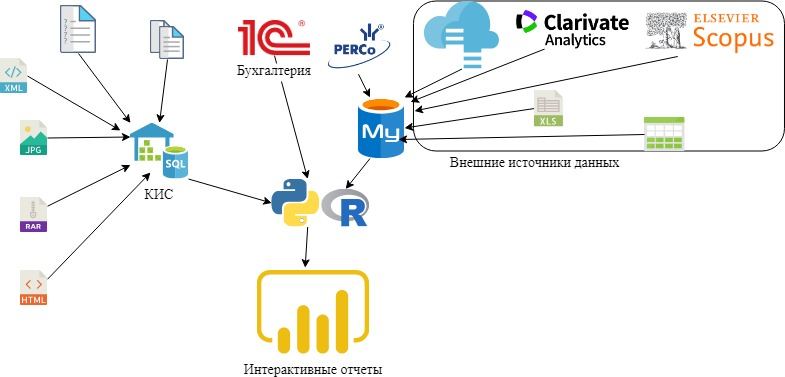 1С ®
Бухгалтерия
PERCo
Clarivate
Analytics
ELSEVIER
Scopus
XML
JPG
RAR
HTML
SQL
КИС
My
XLS
Внешние источники данных
R
Интерактивные отчеты